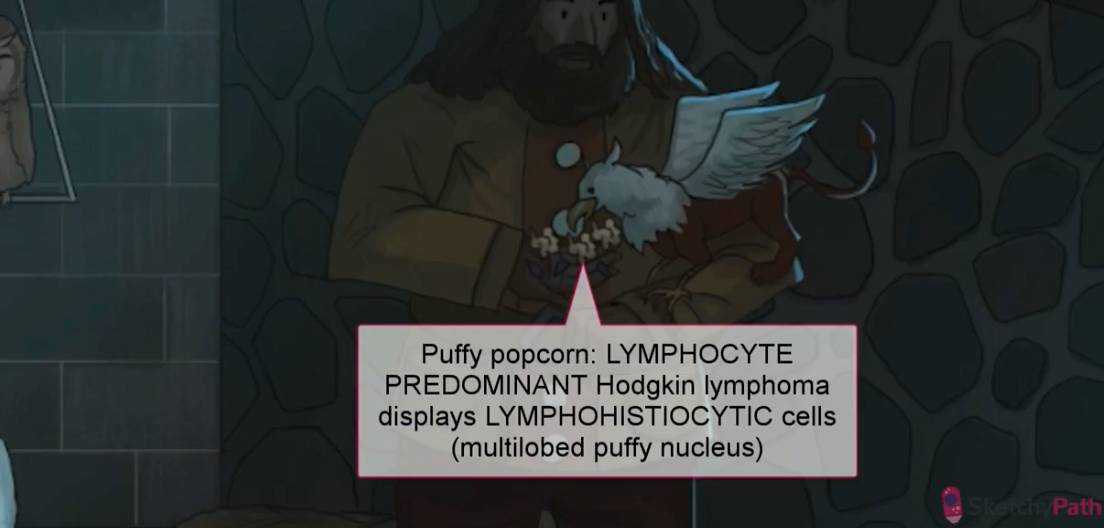 Puffy popcorn: LYMPHOCYTE
PREDOMINANT Hodgkin lymphoma
displays LYMPHOHISTIOCYTIC cells
(multilobed puffy nucleus)
SketchyPath